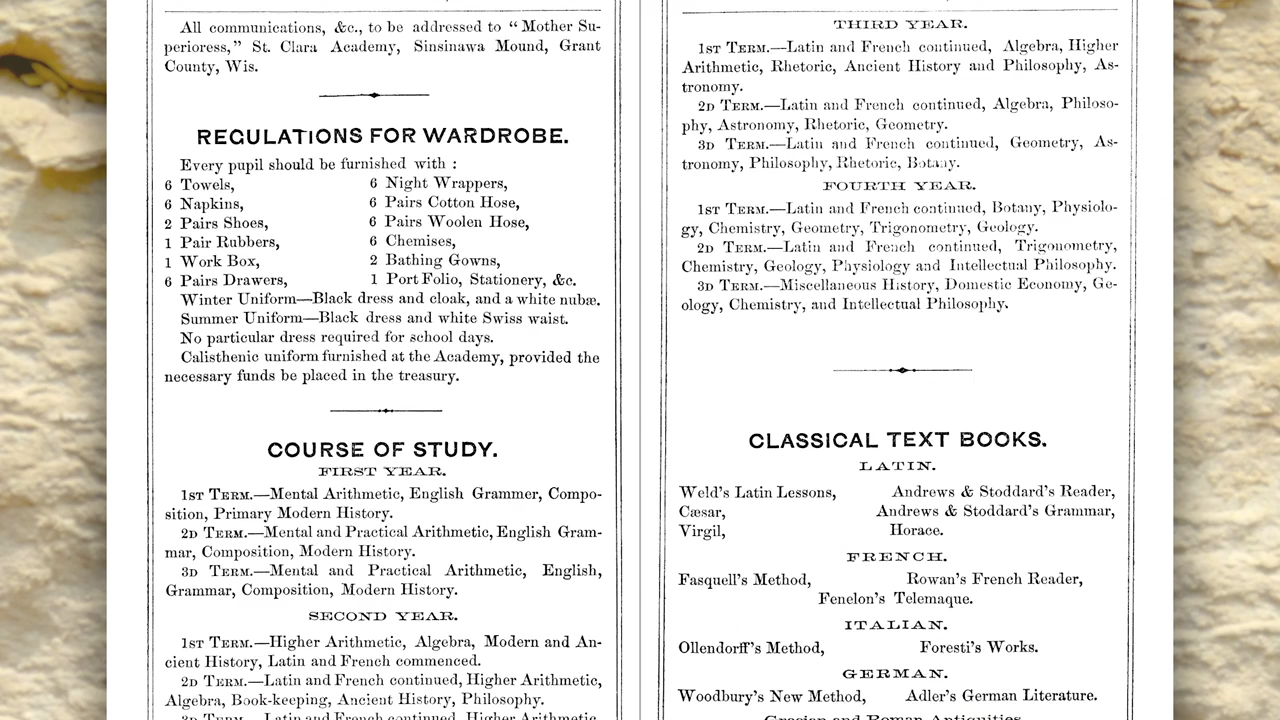 All communications, &c., to be addressed to “Mother Su-
perioress,” St. Clara Academy, Sinsinawa Mound, Grant
County, Wis.
REGULATIONS FOR WARDROBE.
Every pupil should be furnished with :
6 Towels, 6 Night Wrappers,
6 Napkins, 6 Pairs Cotton Hose,
2 Pairs Shoes, 6 Pairs Woolen Hose,
1 Pair Rubbers, 6 Chemises,
1 Work Box, 2 Bathing Gowns,
6 Pairs Drawers, 1 Port Folio, Stationery, &c.
Winter Uniform—Black dress and cloak, and a white nubæ.
Summer Uniform—Black dress and white Swiss waist.
No particular dress required for school days.
Calisthenic uniform furnished at the Academy, provided the
necessary funds be placed in the treasury.
COURSE OF STUDY.
FIRST YEAR.
1ST TERM.—Mental Arithmetic, English Grammer, Compo-
sition, Primary Modern History.
2D TERM.—Mental and Practical Arithmetic, English Gram-
mar, Composition, Modern History.
3D TERM.—Mental and Practical Arithmetic, English,
Grammar, Composition, Modern History.
SECOND YEAR.
1ST TERM.—Higher Arithmetic, Algebra, Modern and An-
cient History, Latin and French commenced.
2D TERM.—Latin and French continued, Higher Arithmetic,
Algebra, Book-keeping, Ancient History, Philosophy.
3D TERM.—Latin and French continued, Higher Arithmetic,
THIRD YEAR.
1ST TERM.—Latin and French continued, Algebra, Higher
Arithmetic, Rhetoric, Ancient History and Philosophy, As-
tronomy.
2D TERM.—Latin and French continued, Algebra, Philoso-
phy, Astronomy, Rhetoric, Geometry.
3D TERM.—Latin and French continued, Geometry, As-
tronomy, Philosophy, Rhetoric, Botany.
FOURTH YEAR.
1ST TERM.—Latin and French continued, Botany, Physiolo-
gy, Chemistry, Geometry, Trigonometry, Geology.
2D TERM.—Latin and French continued, Trigonometry,
Chemistry, Geology, Physiology and Intellectual Philosophy.
3D TERM.—Miscellaneous History, Domestic Economy, Ge-
ology, Chemistry, and Intellectual Philosophy.
CLASSICAL TEXT BOOKS.
LATIN.
Weld's Latin Lessons, Andrews & Stoddard's Reader,
Cæsar, Andrews & Stoddard's Grammar,
Virgil, Horace.
FRENCH.
Fasquell's Method, Rowan's French Reader,
Fenelon's Telemaque.
ITALIAN.
Ollendorff's Method, Foresti's Works.
GERMAN.
Woodbury's New Method, Adler's German Literature.
Grecian and Roman Antiquities